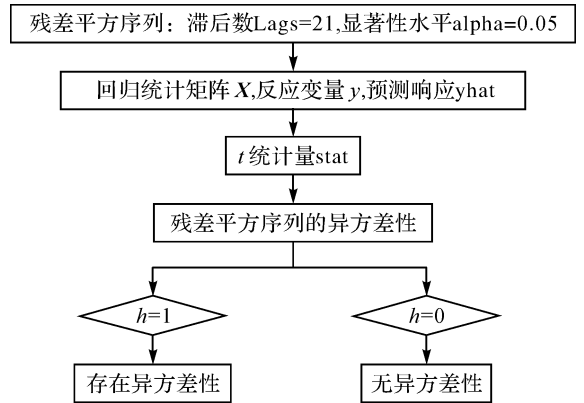 残差平方序列：滞后数Lags=21,显著性水平alpha=0.05
回归统计矩阵X,反应变量y,预测响应yhat
t统计量stat
残差平方序列的异方差性
h=1
h=0
存在异方差性
无异方差性